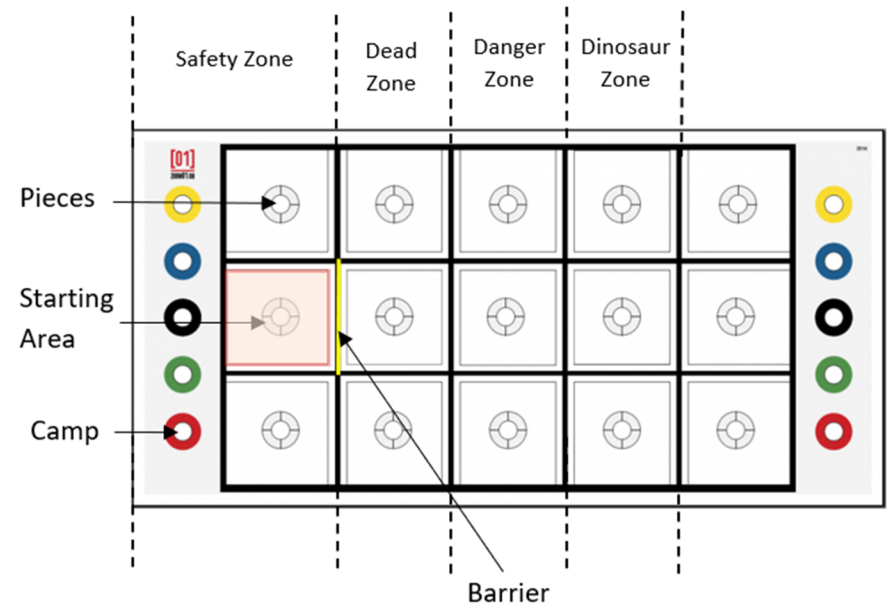 Safety Zone
Dead
Zone
Danger
Zone
Dinosaur
Zone
[01]
Pieces
Starting
Area
Camp
Barrier